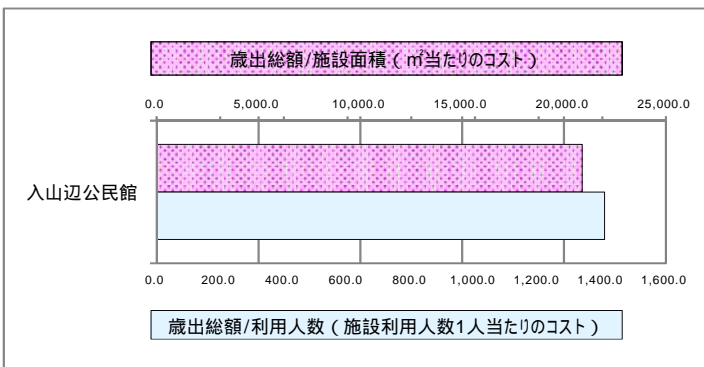 歳出総額/施設面積（㎡当たりのコスト）
0.0 5,000.0 10,000.0 15,000.0 20,000.0 25,000.0
入山辺公民館
0.0 200.0 400.0 600.0 800.0 1,000.0 1,200.0 1,400.0 1,600.0
歳出総額/利用人数（施設利用人数1人当たりのコスト）